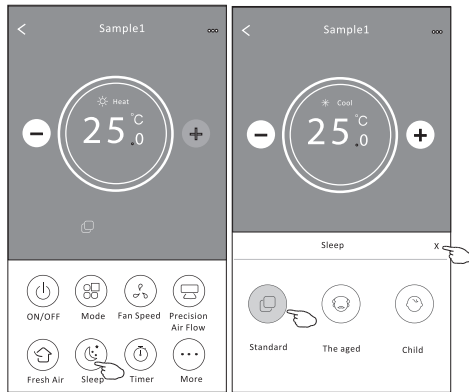 Sample1
Heat
25.0 °C
ON/OFF Mode Fan Speed Precision Air Flow
Fresh Air Sleep Timer More
Sample1
Cool
25.0 °C
Sleep X
Standard The aged Child